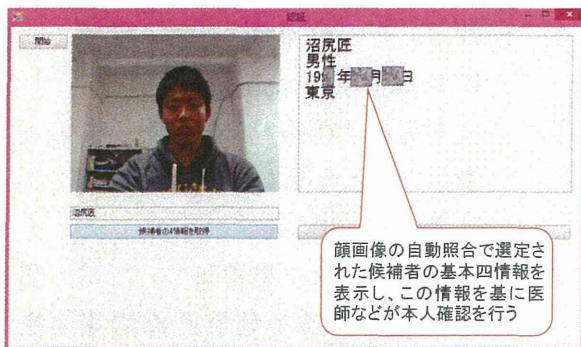 認証
開始
沼尻匠
男性
19 年 月 日
東京
沼尻匠
候補者の4情報を取得
顔画像の自動照合で選定さ
れた候補者の基本四情報を
表示し、この情報を基に医
師などが本人確認を行う